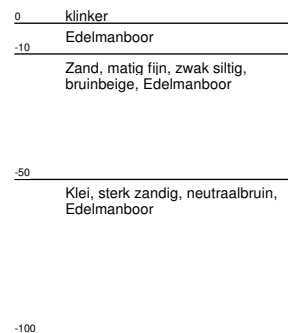 0 klinker
Edelmanboor
-10
Zand, matig fijn, zwak siltig,
bruinbeige, Edelmanboor
-50
Klei, sterk zandig, neutraalbruin,
Edelmanboor
-100